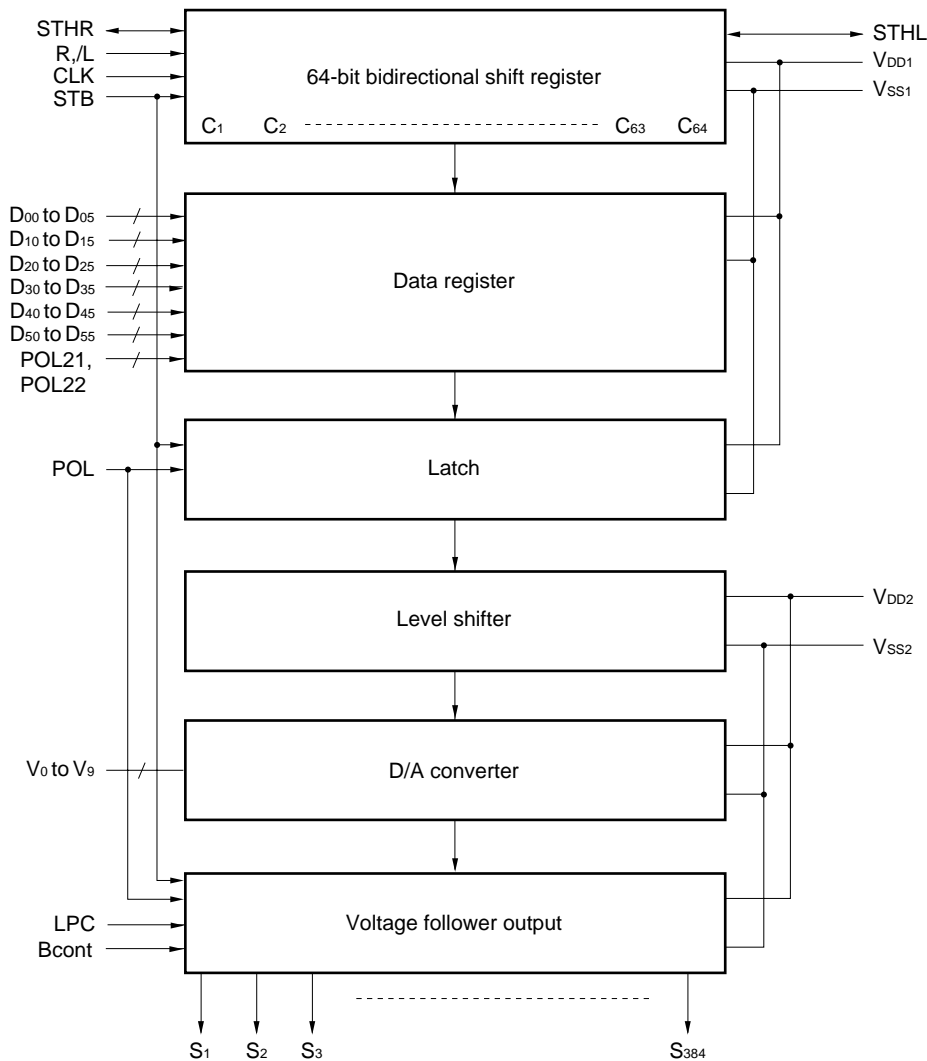 STHR
STHL
R,/L
VDD1
CLK
64-bit bidirectional shift register
STB
VSS1
C1 C2 C63 C64
D00 to D05
D10 to D15
D20 to D25
Data register
D30 to D35
D40 to D45
D50 to D55
POL21,
POL22
POL
Latch
Level shifter
VDD2
VSS2
V0 to V9
D/A converter
LPC
Voltage follower output
Bcont
S1 S2 S3 S384